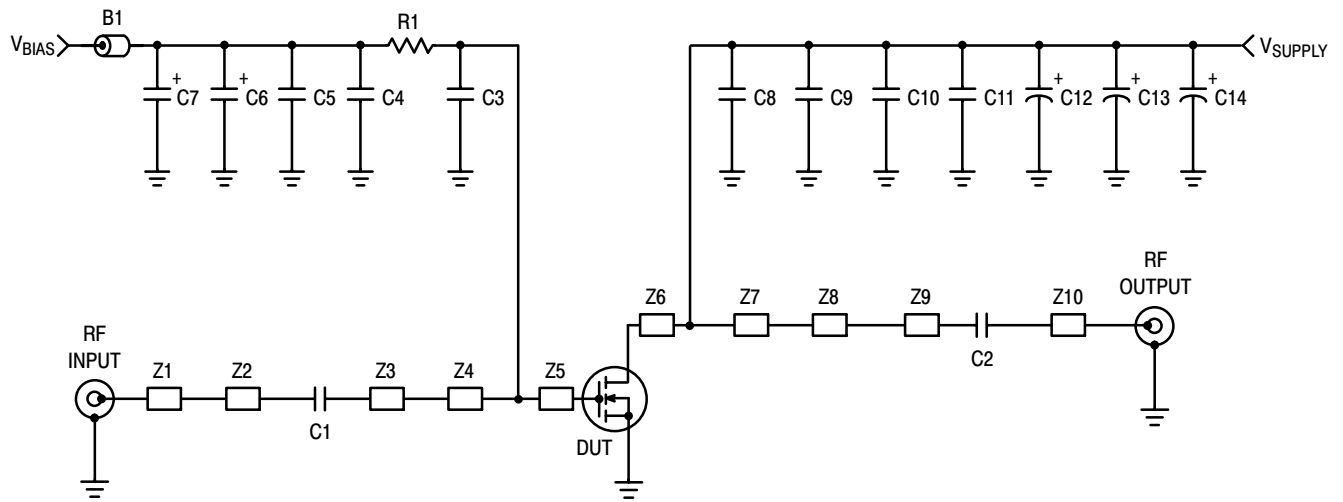 B1
R1
VBIAS
+
C7
+
C6
C5
C4
C3
C8
C9
C10
C11
+
C12
+
C13
+
C14
VSUPPLY
RF
INPUT
Z1
Z2
C1
Z3
Z4
Z5
DUT
Z6
Z7
Z8
Z9
C2
Z10
RF
OUTPUT